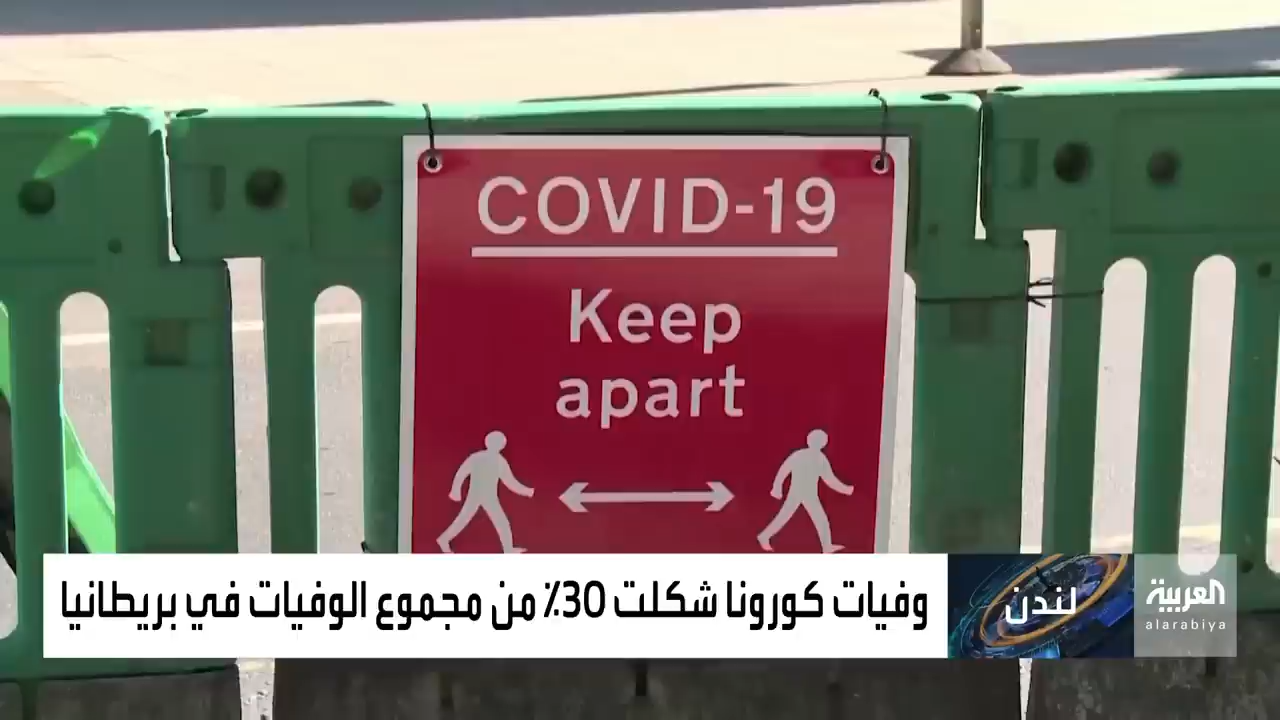 COVID-19
Keep
apart
وفيات كورونا شكلت 30٪ من مجموع الوفيات في بريطانيا
لندن
العربية
alarabiya